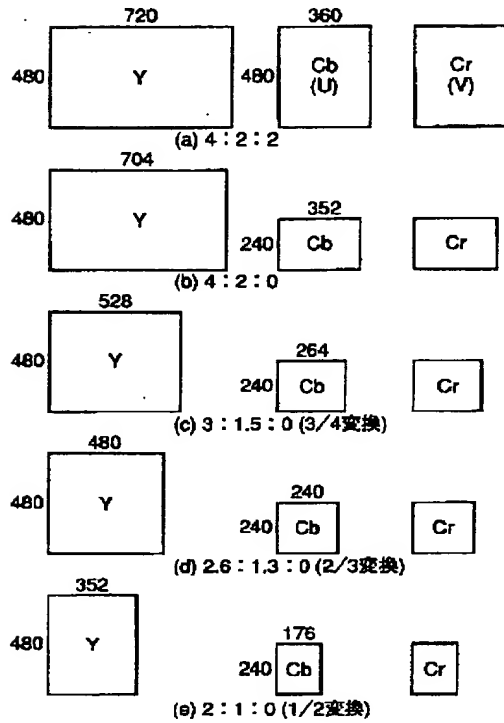 720 360
480 Y 480 Cb Cr
(U) (V)
(a) 4:2:2
704
480 Y 352
240 Cb Cr
(b) 4:2:0
528
480 Y 264
240 Cb Cr
(c) 3:1.5:0 (3/4変換)
480
480 Y 240
240 Cb Cr
(d) 2.6:1.3:0 (2/3変換)
352
480 Y 176
240 Cb Cr
(e) 2:1:0 (1/2変換)